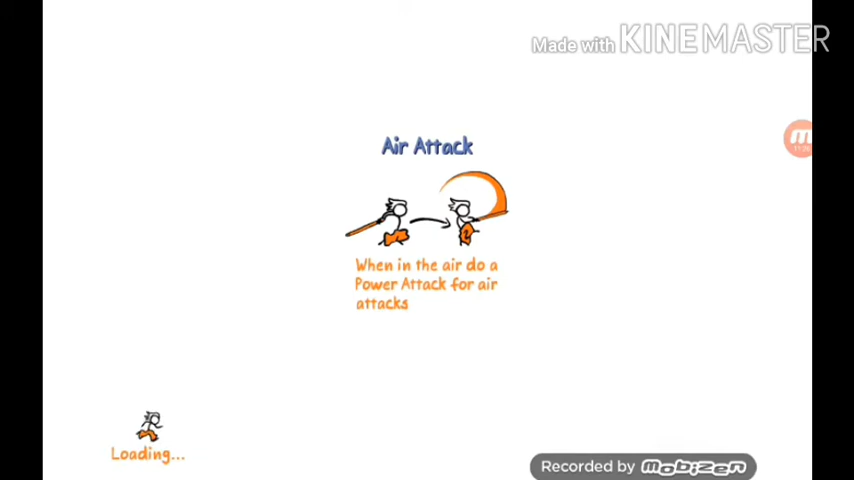 Made with KINEMASTER
Air Attack
When in the air do a
Power Attack for air
attacks
Loading...
Recorded by mobizen